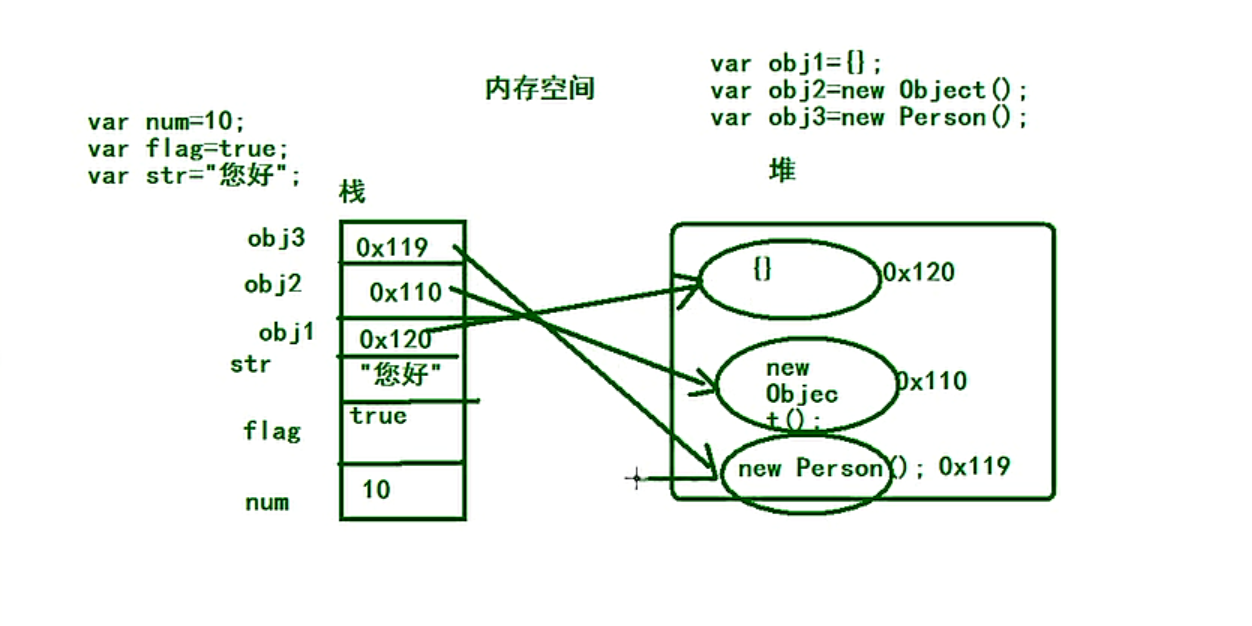 内存空间
var obj1={};
var obj2=new Object();
var obj3=new Person();
var num=10;
var flag=true;
var str="您好";
栈
堆
obj3
0x119
obj2
0x110
obj1
0x120
str
"您好"
flag
true
num
10
{}
0x120
new
Objec
t();
0x110
new Person(); 0x119